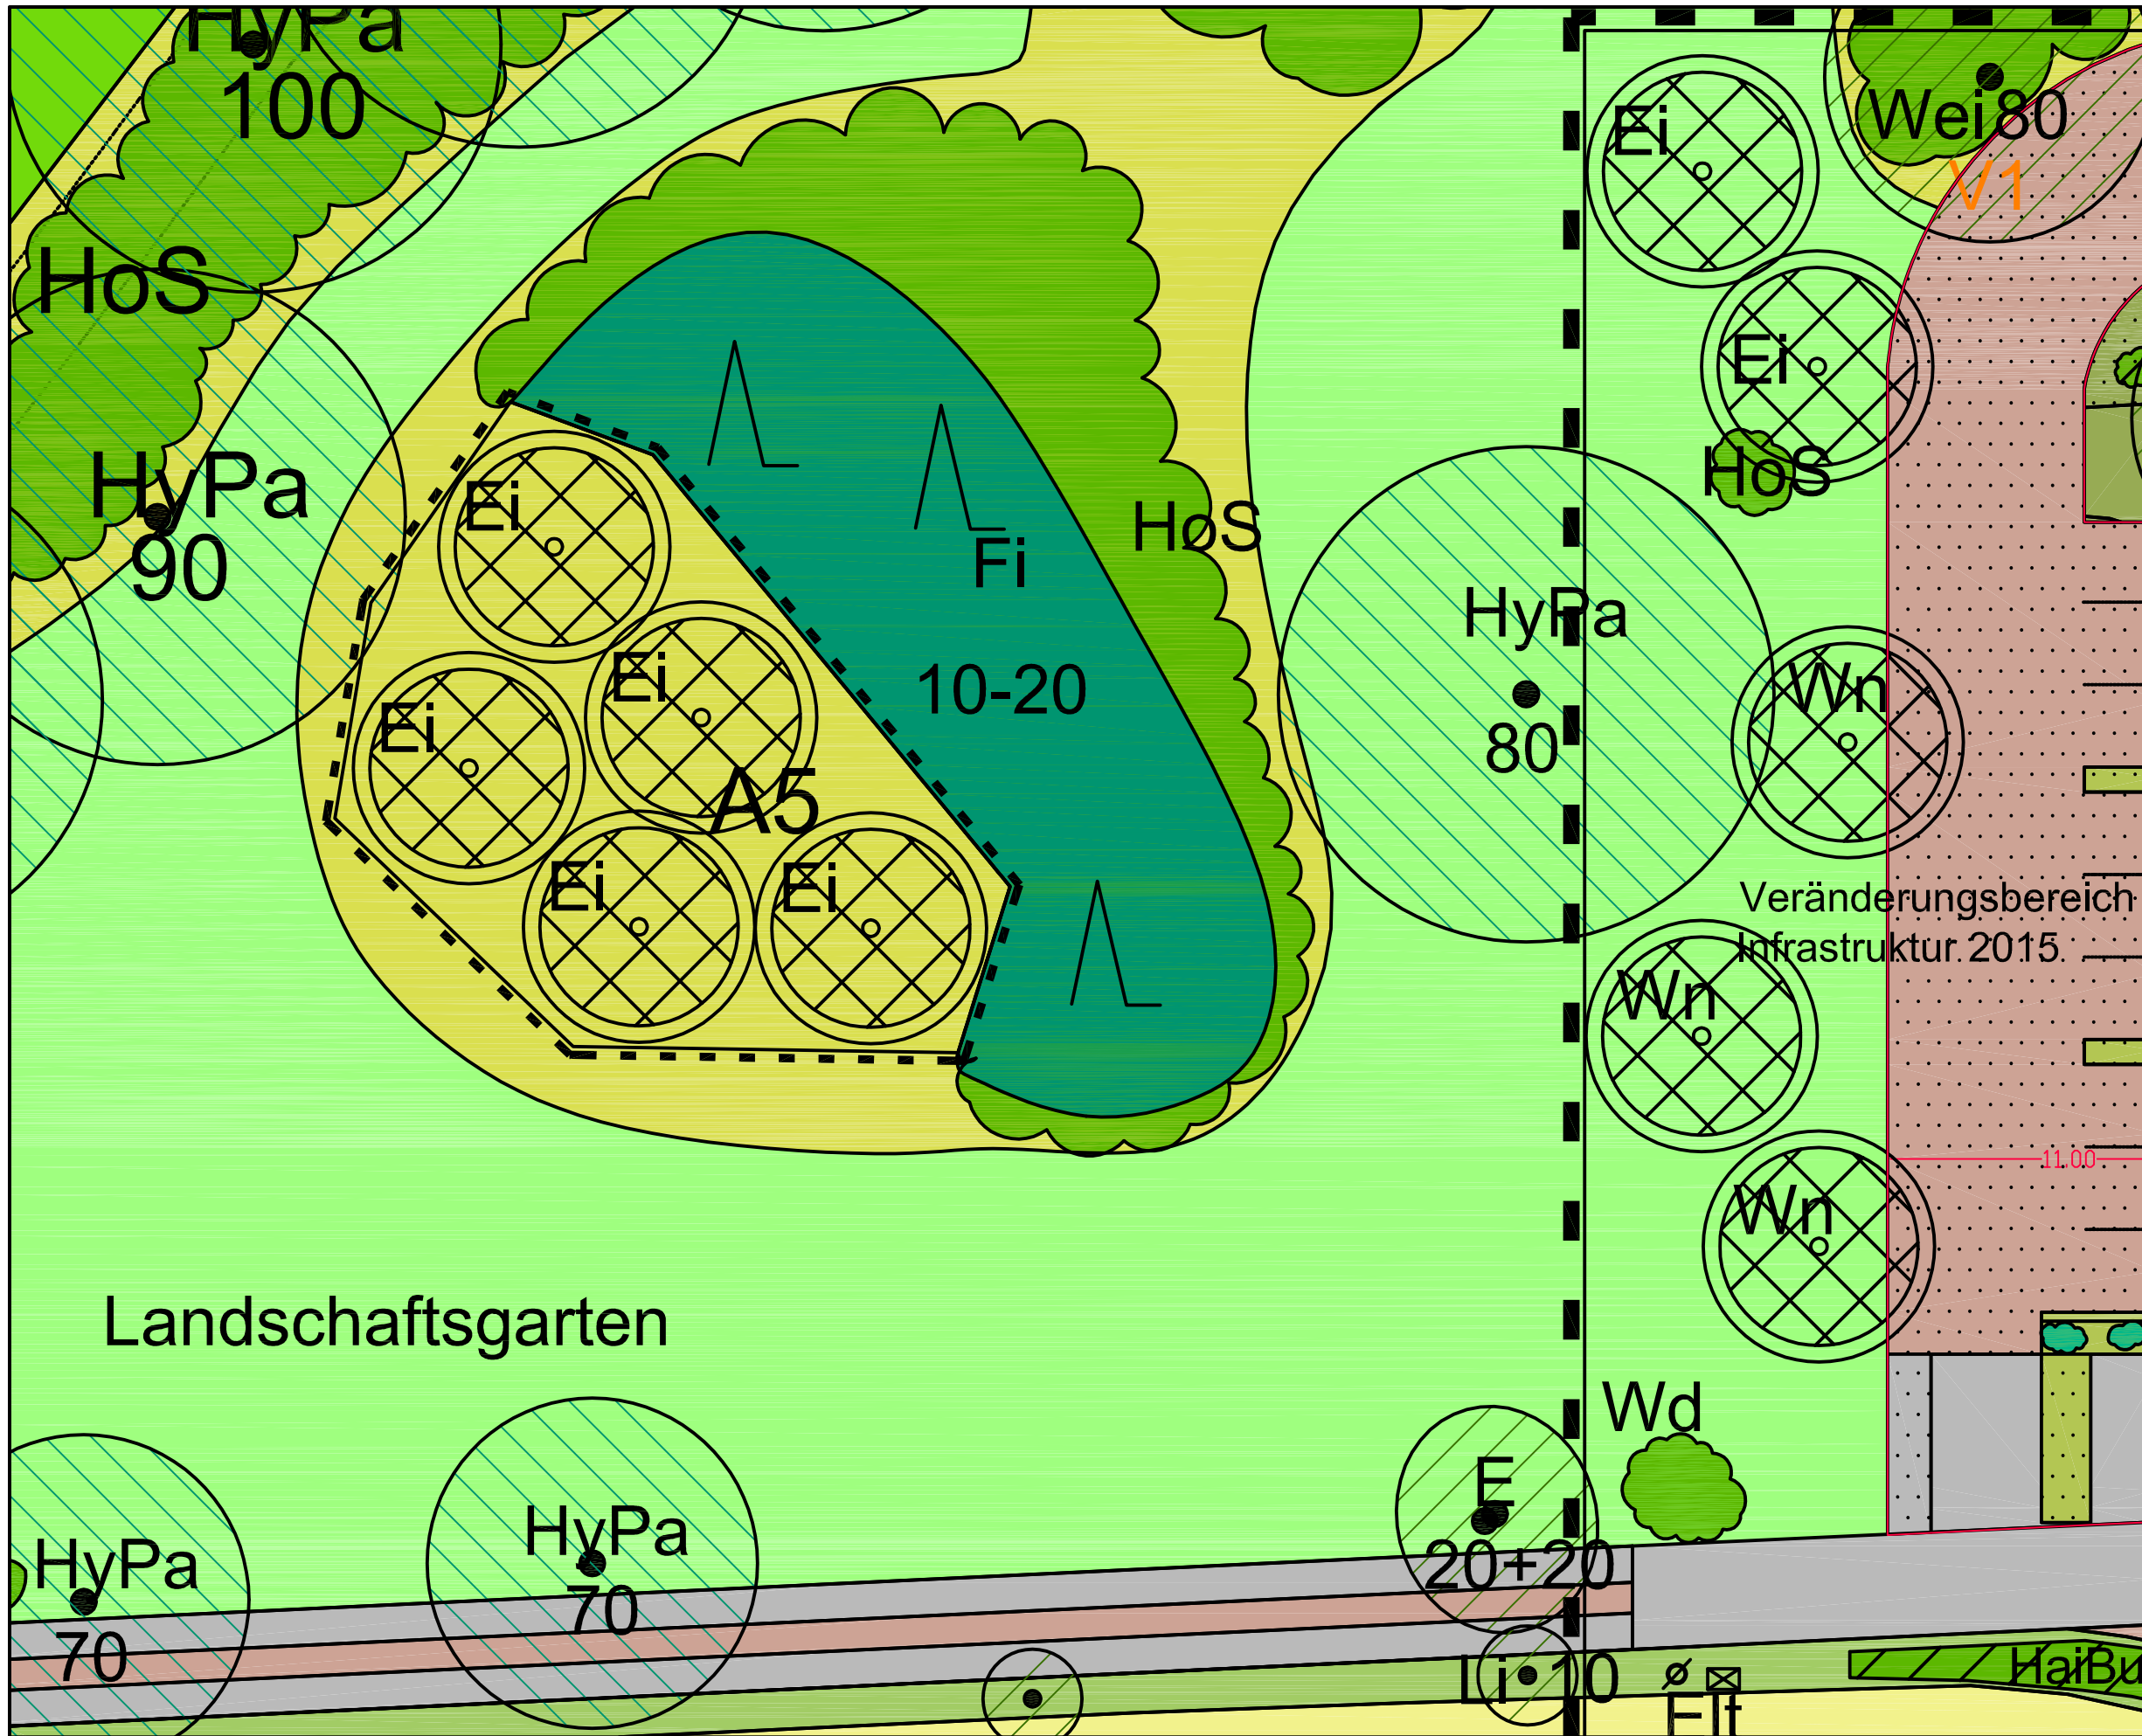 HyPa
100
Ei
Wei 80
V1
HoS
Ei
HoS
HyPa
90
Ei
HoS
Fi
HyPa
80
Ei
Ei
10-20
Wn
A5
Ei
Ei
Veränderungsbereich
Infrastruktur 2015
Wn
11.00
Wn
Landschaftsgarten
Wd
E
20+20
HyPa
70
HyPa
70
Li 10
HaiBu
Elt